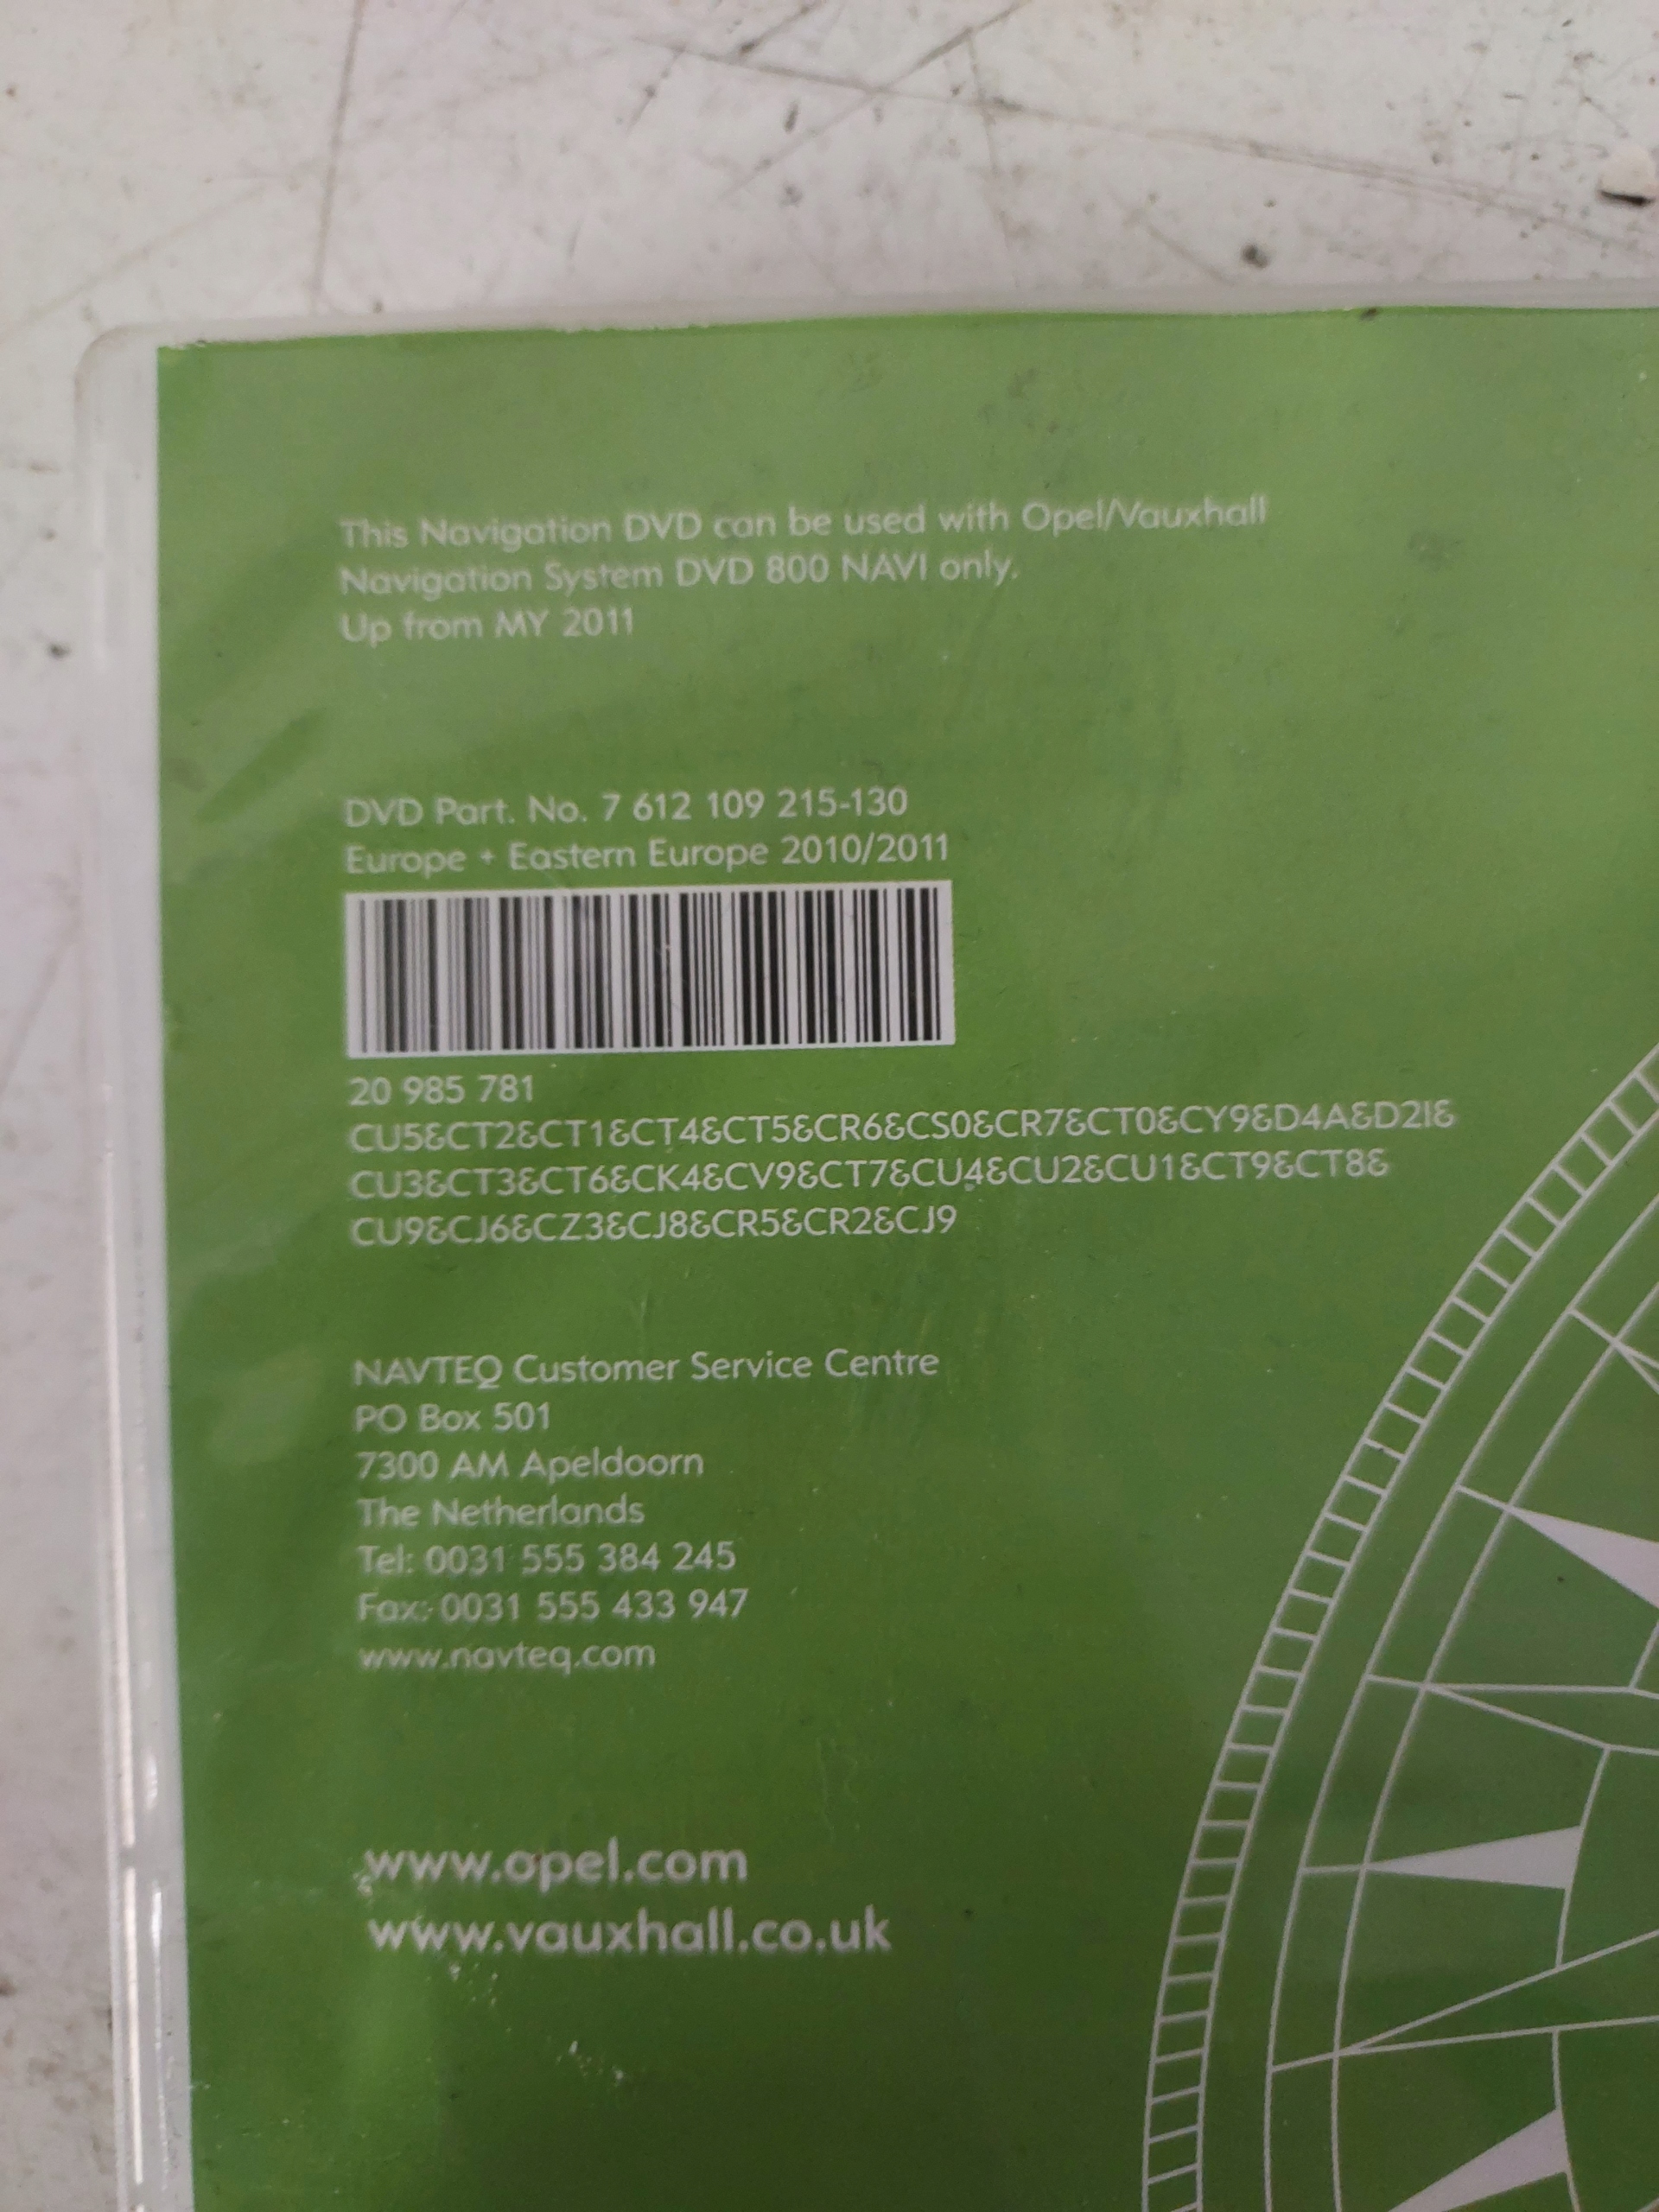 This Navigation DVD can be used with Opel/Vauxhall
Navigation System DVD 800 NAVI only.
Up from MY 2011
DVD Part. No. 7 612 109 215-130
Europe + Eastern Europe 2010/2011
20 985 781
CU5&CT2&CT1&CT4&CT5&CR6&CS0&CR7&CT0&CY9&D4A&D2I&
CU3&CT3&CT6&CK4&CV9&CT7&CU4&CU2&CU1&CT9&CT8&
CU9&CJ6&CZ3&CJ8&CR5&CR2&CJ9
NAVTEQ Customer Service Centre
PO Box 501
7300 AM Apeldoorn
The Netherlands
Tel: 0031 555 384 245
Fax: 0031 555 433 947
www.navteq.com
www.opel.com
www.vauxhall.co.uk